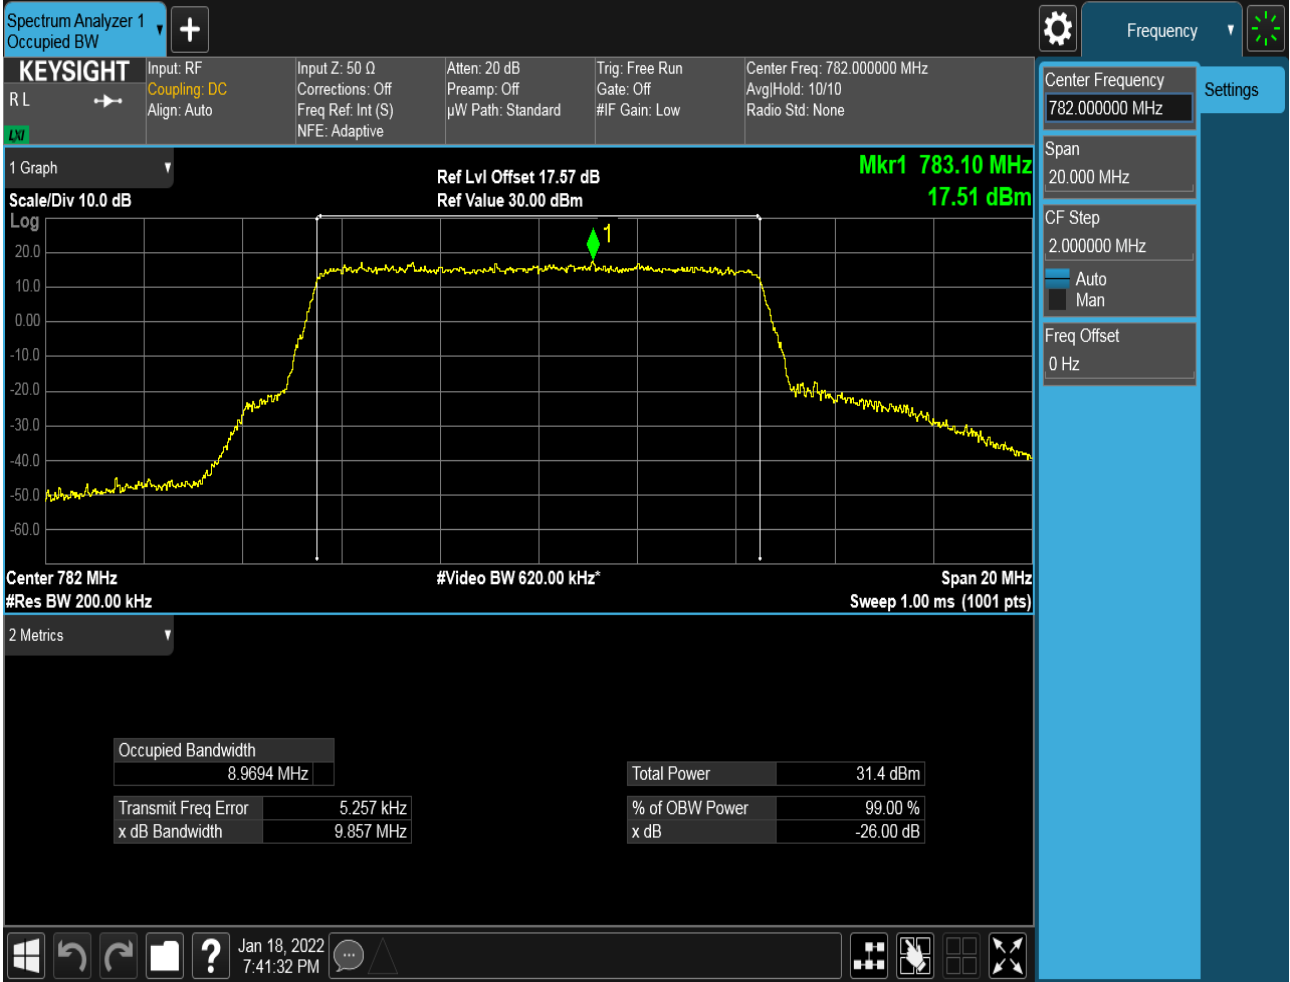 Spectrum Analyzer 1
Occupied BW
Frequency
KEYSIGHT
R L
LXI
Input: RF
Coupling: DC
Align: Auto
Input Z: 50 Ω
Corrections: Off
Freq Ref: Int (S)
NFE: Adaptive
Atten: 20 dB
Preamp: Off
µW Path: Standard
Trig: Free Run
Gate: Off
#IF Gain: Low
Center Freq: 782.000000 MHz
Avg|Hold: 10/10
Radio Std: None
Center Frequency
782.000000 MHz
Settings
Span
20.000 MHz
CF Step
2.000000 MHz
Auto
Man
Freq Offset
0 Hz
1 Graph
Scale/Div 10.0 dB
Log
Ref Lvl Offset 17.57 dB
Ref Value 30.00 dBm
Mkr1 783.10 MHz
17.51 dBm
1
20.0
10.0
0.00
-10.0
-20.0
-30.0
-40.0
-50.0
-60.0
Center 782 MHz
#Res BW 200.00 kHz
#Video BW 620.00 kHz*
Span 20 MHz
Sweep 1.00 ms (1001 pts)
2 Metrics
Occupied Bandwidth
8.9694 MHz
Transmit Freq Error 5.257 kHz
x dB Bandwidth 9.857 MHz
Total Power 31.4 dBm
% of OBW Power 99.00 %
x dB -26.00 dB
?
Jan 18, 2022
7:41:32 PM